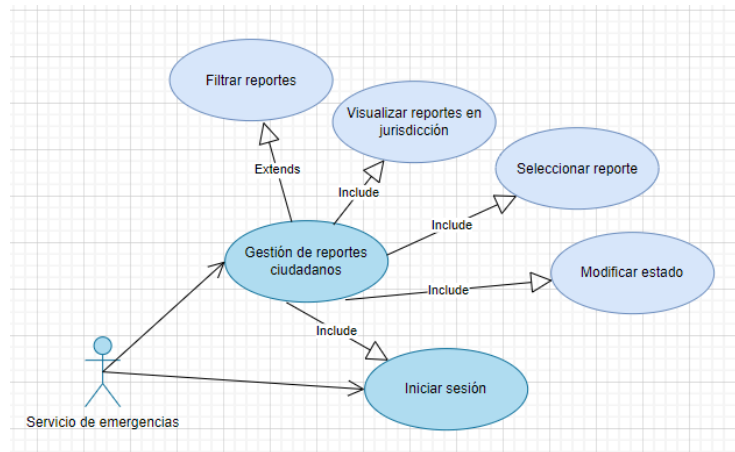 Filtrar reportes
Visualizar reportes en
jurisdicción
Extends
Include
Seleccionar reporte
Include
Gestión de reportes
ciudadanos
Modificar estado
Include
Include
Iniciar sesión
Servicio de emergencias